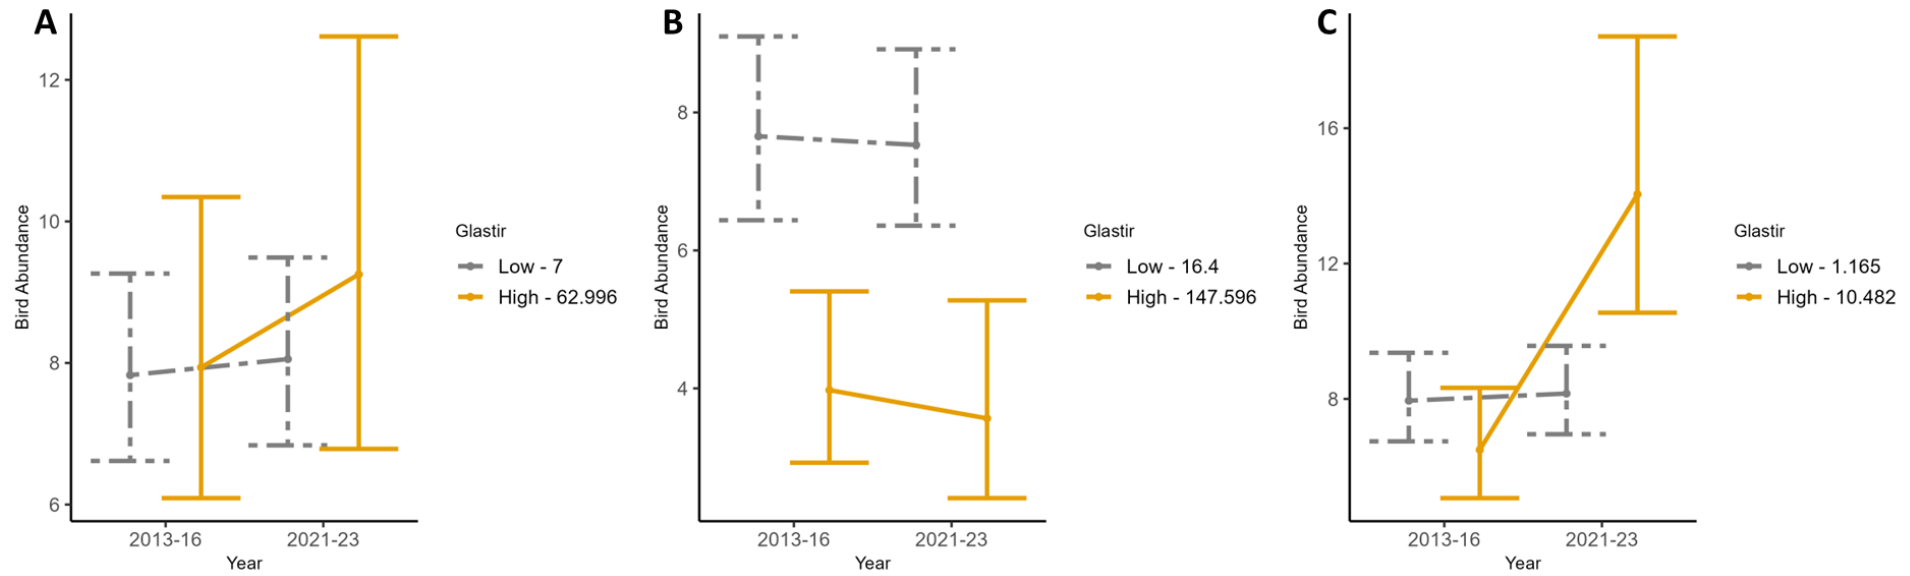 A
Bird Abundance
12
10
8
6
2013-16 2021-23
Year
Glastir
Low - 7
High - 62.996
B
Bird Abundance
8
6
4
2013-16 2021-23
Year
Glastir
Low - 16.4
High - 147.596
C
Bird Abundance
16
12
8
2013-16 2021-23
Year
Glastir
Low - 1.165
High - 10.482